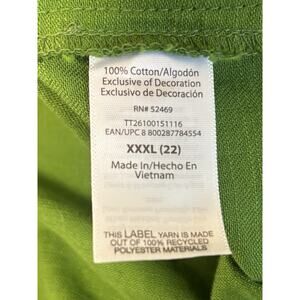 100% Cotton/Algodón
Exclusive of Decoration
Exclusivo de Decoración
RN# 52469
TT26100151116
EAN/UPC 8 800287784554
XXXL (22)
Made In/Hecho En
Vietnam
This LABEL YARN IS MADE
OUT OF 100% RECYCLED
POLYESTER MATERIALS